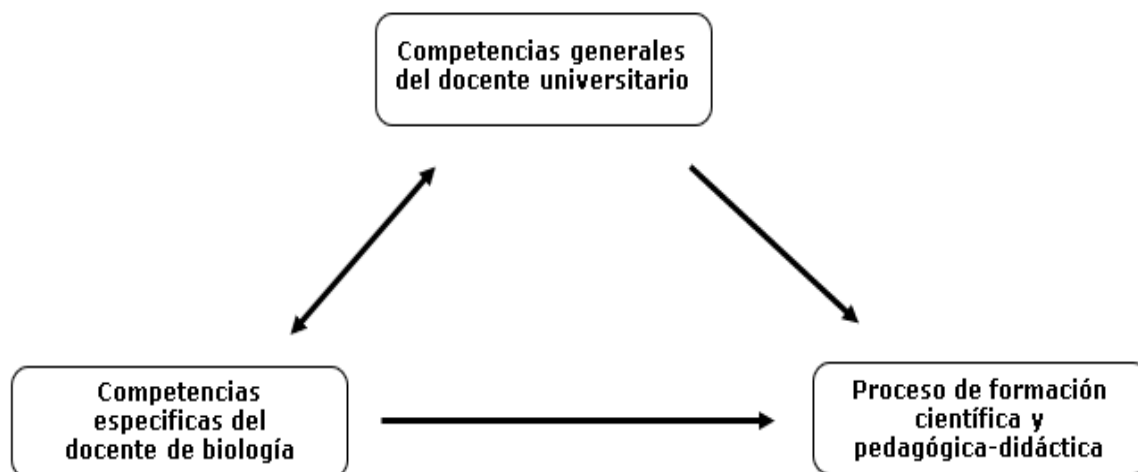 Competencias generales
del docente universitario
Competencias
especificas del
docente de biología
Proceso de formación
científica y
pedagógica-didáctica